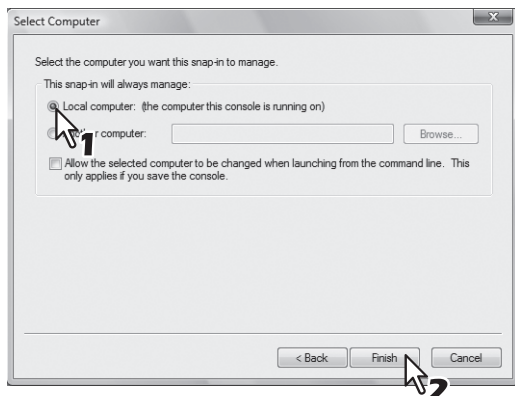 Select Computer
X
Select the computer you want this snap-in to manage.
This snap-in will always manage:
Local computer: (the computer this console is running on)
1
computer:
Browse...
Allow the selected computer to be changed when launching from the command line. This
only applies if you save the console.
< Back
Finish
Cancel
2